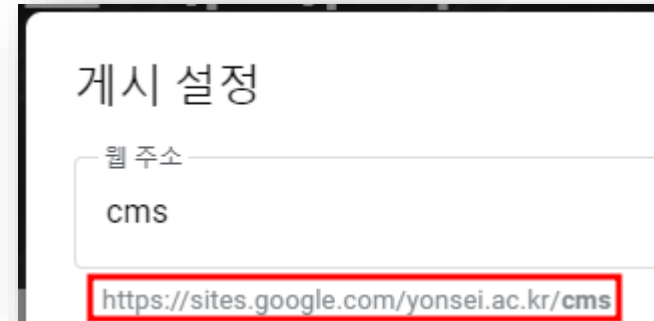 게시 설정
웹 주소
cms
https://sites.google.com/yonsei.ac.kr/cms